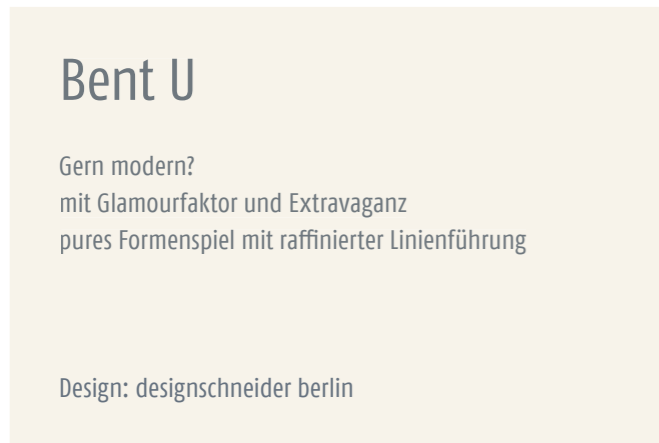 Bent U
Gern modern?
mit Glamourfaktor und Extravaganz
pures Formenspiel mit raffinierter Linienführung
Design: designschneider berlin